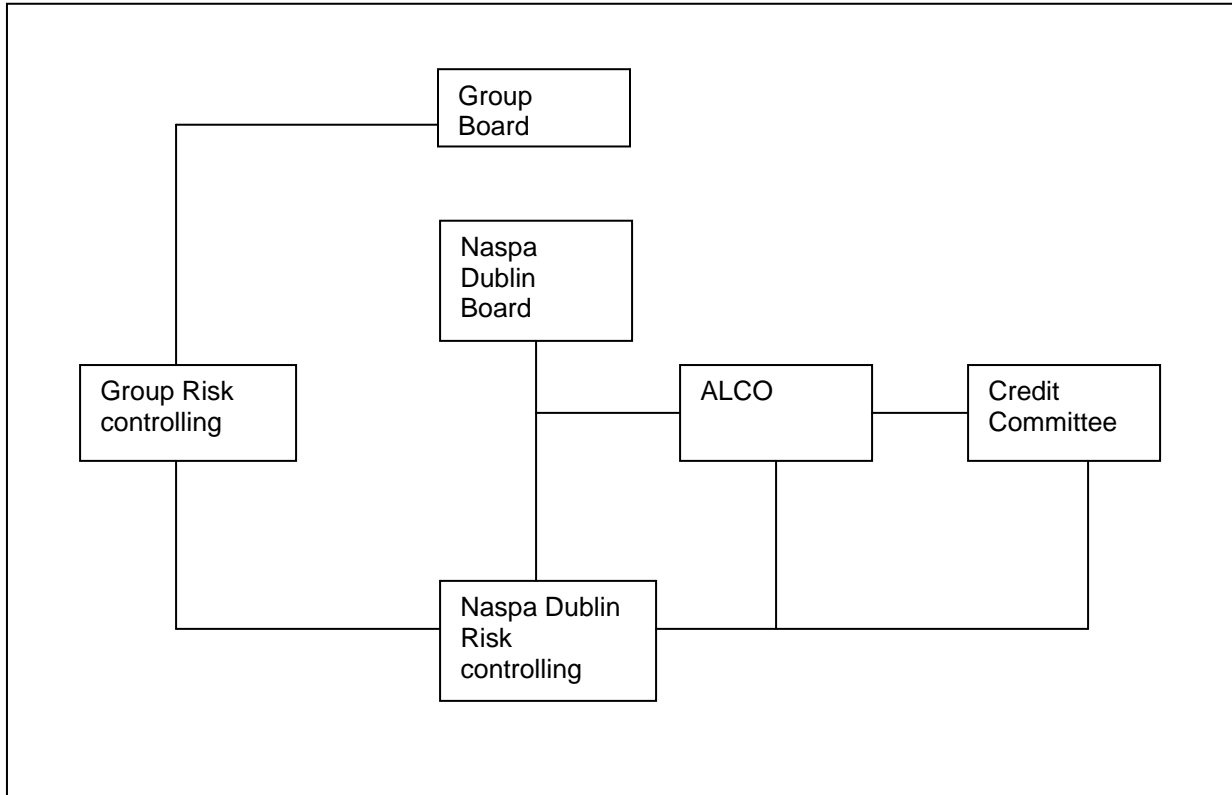 Group
Board
Naspa
Dublin
Board
Group Risk
controlling
ALCO
Credit
Committee
Naspa Dublin
Risk
controlling